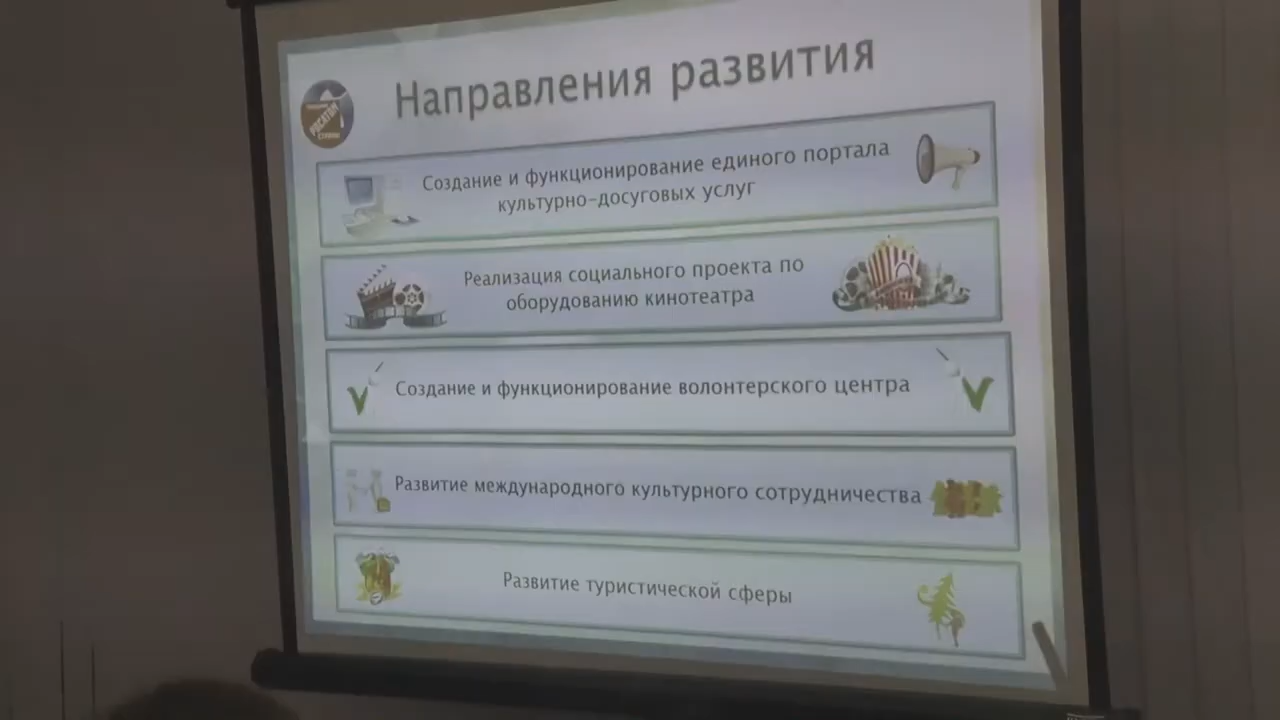 Направления развития
РОСАТОМ
Создание и функционирование единого портала
культурно-досуговых услуг
Реализация социального проекта по
оборудованию кинотеатра
Создание и функционирование волонтерского центра
Развитие международного культурного сотрудничества
Развитие туристической сферы